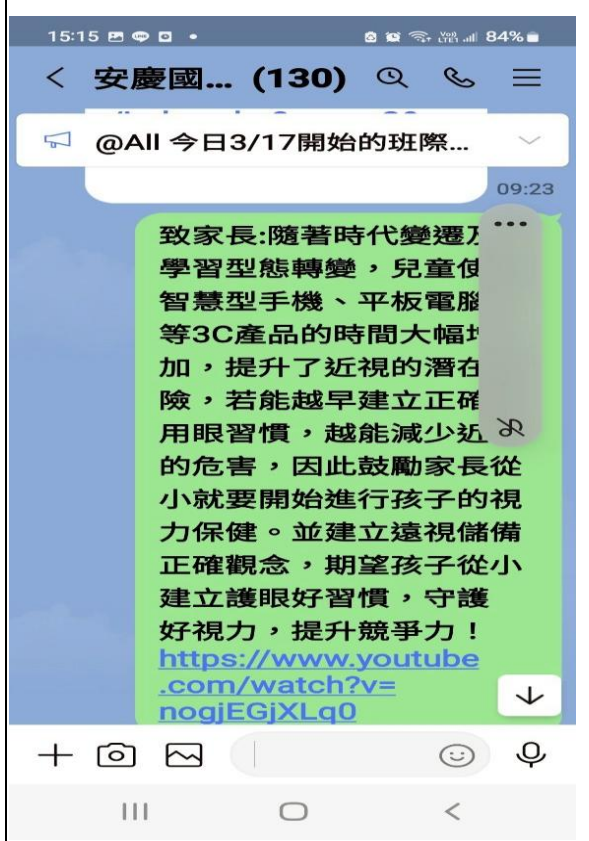 15:15
84%
安慶國... (130)
@All 今日3/17開始的班際...
09:23
致家長:隨著時代變遷及
學習型態轉變，兒童使
智慧型手機、平板電腦
等3C產品的時間大幅增
加，提升了近視的潛在
險，若能越早建立正確
用眼習慣，越能減少近
的危害，因此鼓勵家長從
小就要開始進行孩子的視
力保健。並建立遠視儲備
正確觀念，期望孩子從小
建立護眼好習慣，守護
好視力，提升競爭力！
https://www.youtube
.com/watch?v=
nogjEGjXLq0